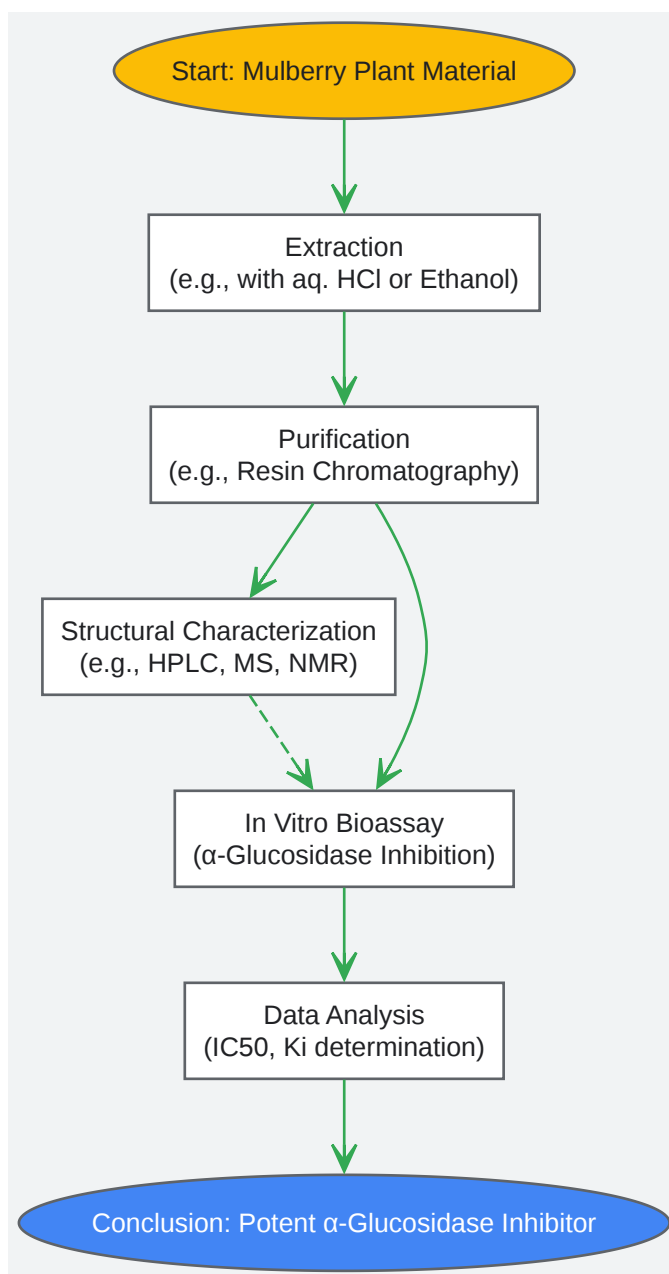 Start: Mulberry Plant Material
Extraction
(e.g., with aq. HCl or Ethanol)
Purification
(e.g., Resin Chromatography)
Structural Characterization
(e.g., HPLC, MS, NMR)
In Vitro Bioassay
(α-Glucosidase Inhibition)
Data Analysis
(IC50, Ki determination)
Conclusion: Potent α-Glucosidase Inhibitor